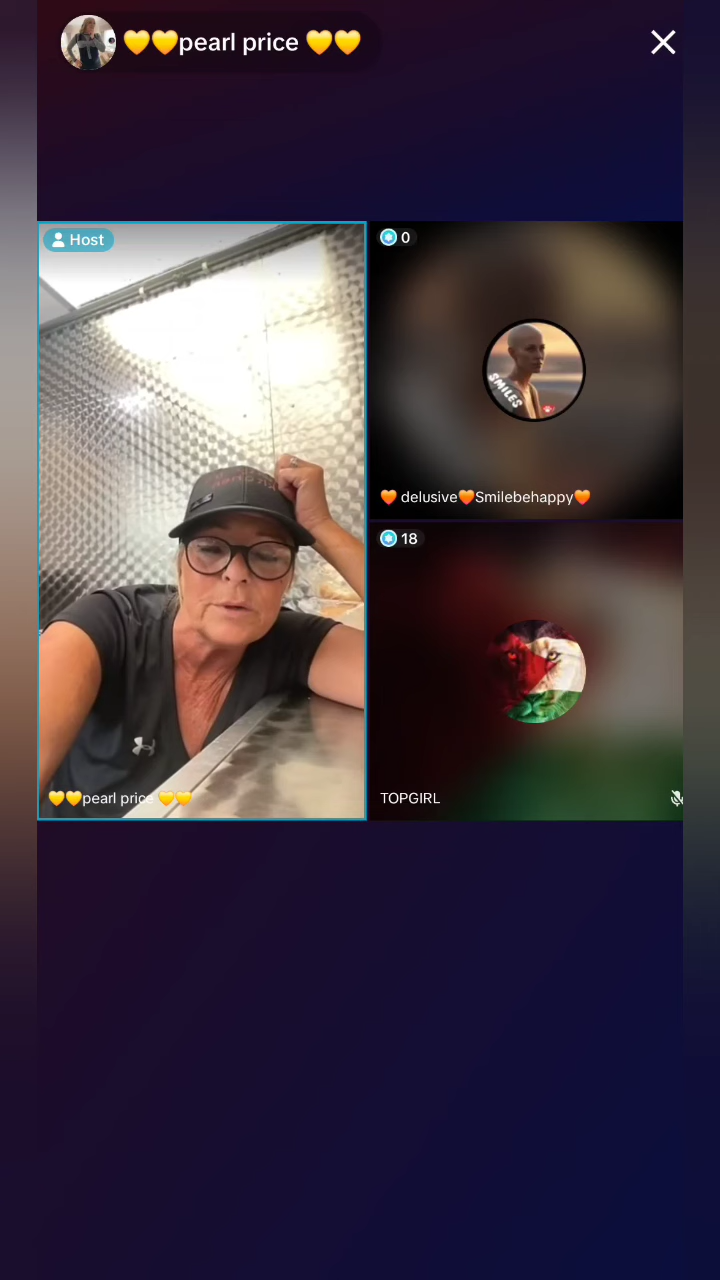 💛💛pearl price 💛💛
Host
0
SMILES
🧡 delusive🧡Smilebehappy🧡
18
TOPGIRL
💛💛pearl price 💛💛